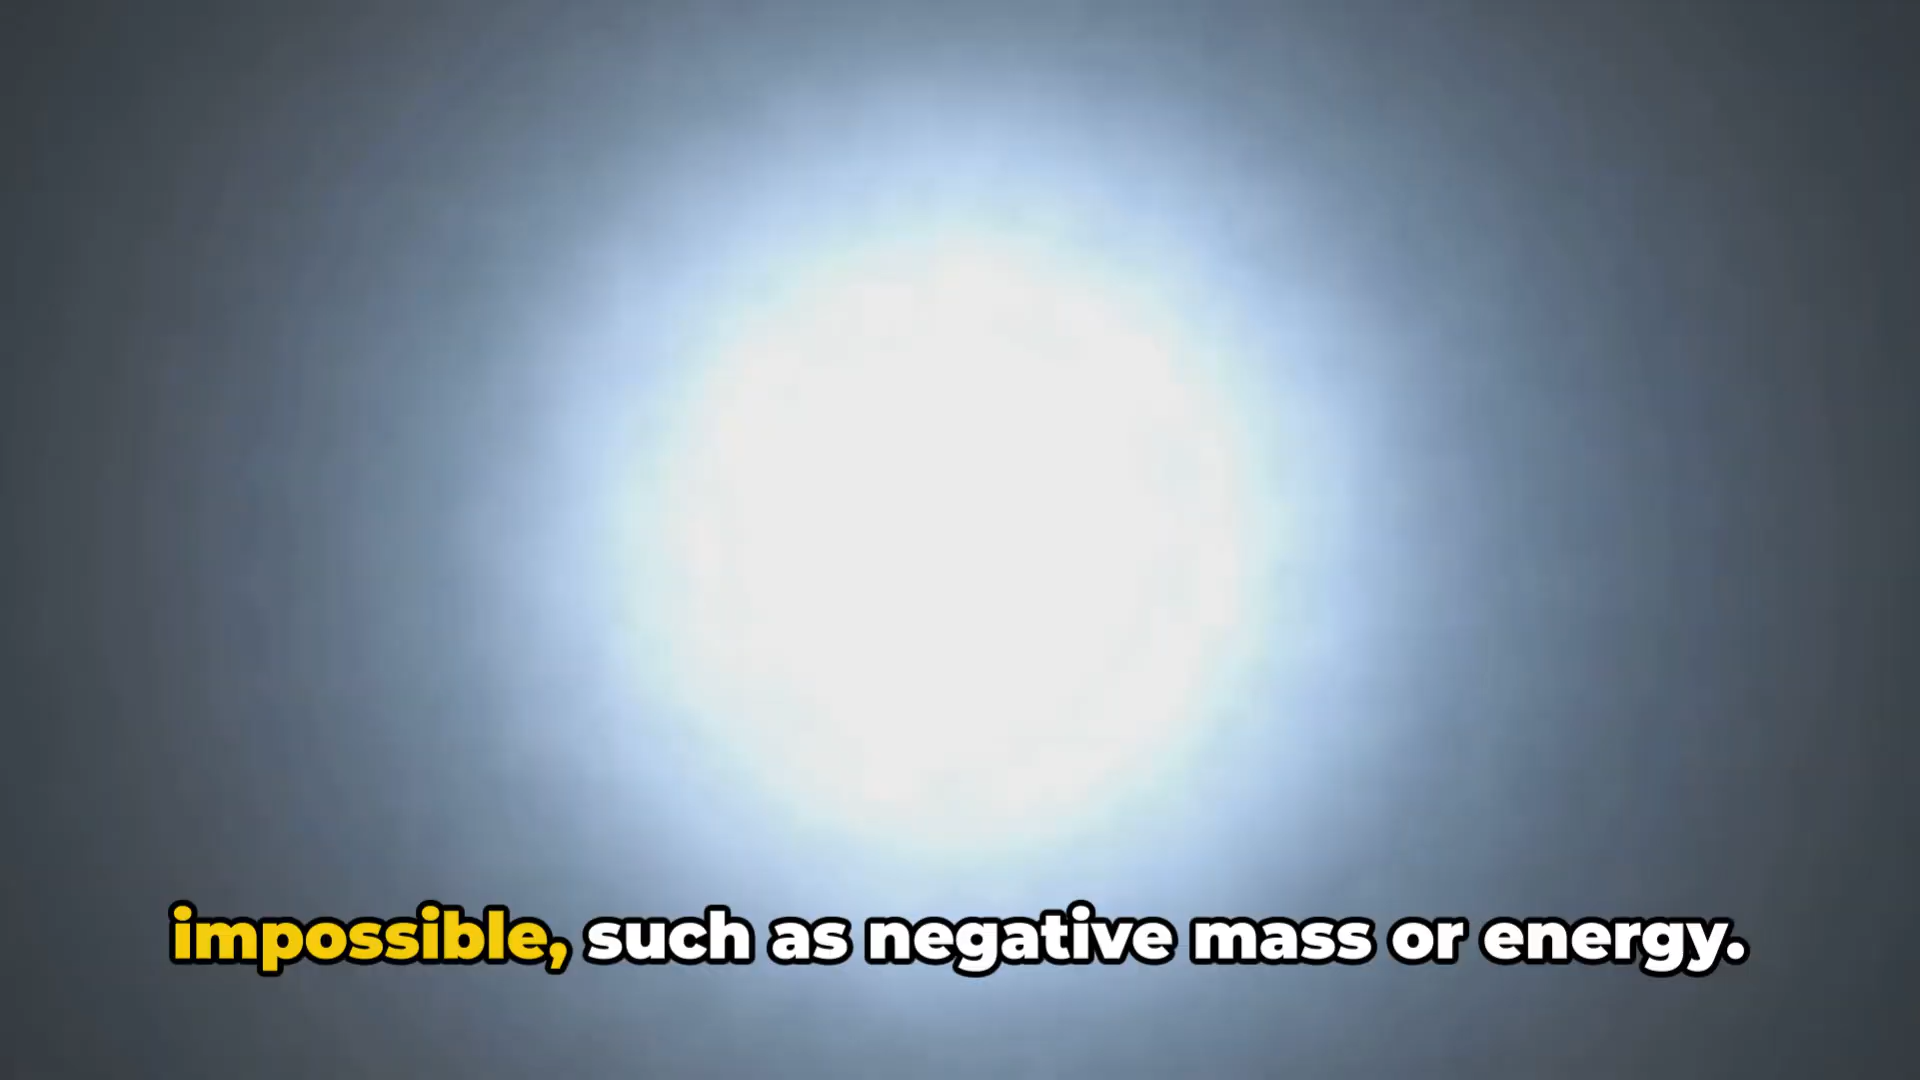 impossible, such as negative mass or energy.